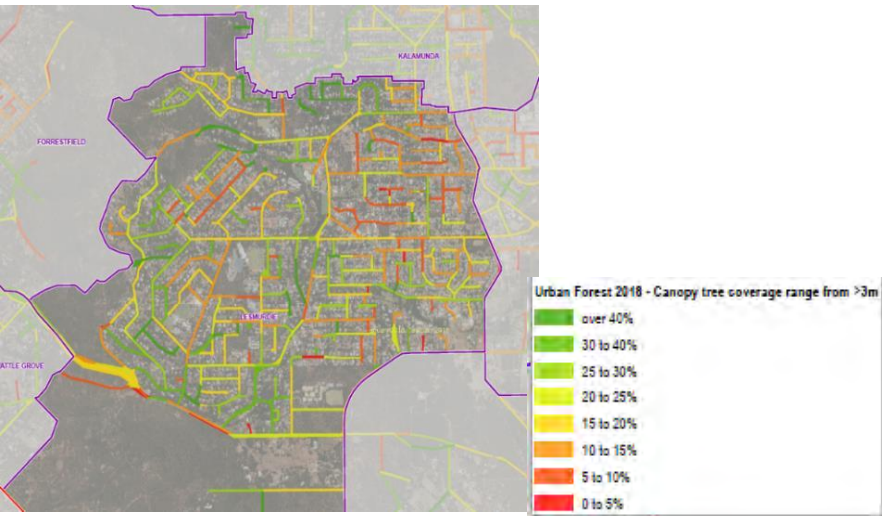 KALAMUNDA
FORRESTFIELD
Urban Forest 2018 - Canopy tree coverage range from >3m
over 40%
30 to 40%
25 to 30%
20 to 25%
15 to 20%
10 to 15%
5 to 10%
0 to 5%
LESMURDIE
ATTLE GROVE